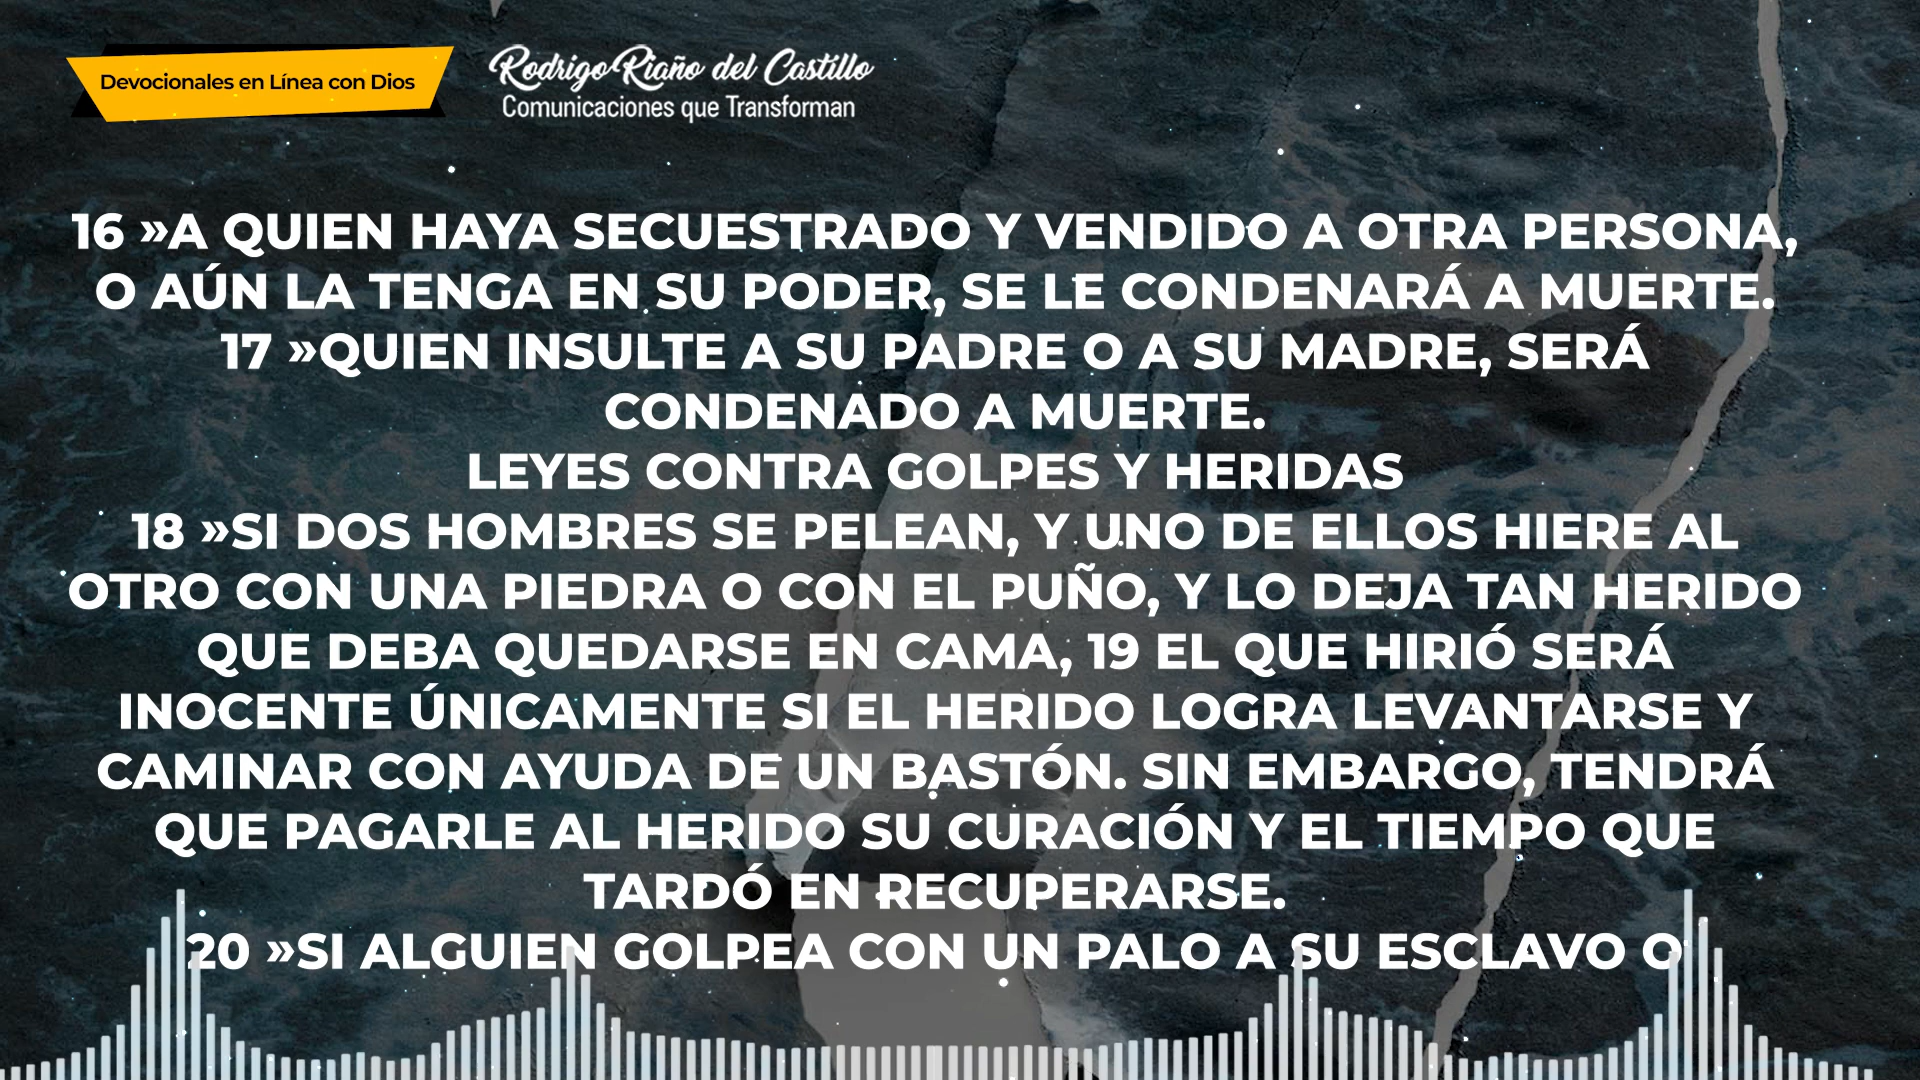 Devocionales en Línea con Dios
Rodrigo Riaño del Castillo
Comunicaciones que Transforman
16 »A QUIEN HAYA SECUESTRADO Y VENDIDO A OTRA PERSONA,
O AÚN LA TENGA EN SU PODER, SE LE CONDENARÁ A MUERTE.
17 »QUIEN INSULTE A SU PADRE O A SU MADRE, SERÁ
CONDENADO A MUERTE.
LEYES CONTRA GOLPES Y HERIDAS
18 »SI DOS HOMBRES SE PELEAN, Y UNO DE ELLOS HIERE AL
OTRO CON UNA PIEDRA O CON EL PUÑO, Y LO DEJA TAN HERIDO
QUE DEBA QUEDARSE EN CAMA, 19 EL QUE HIRIÓ SERÁ
INOCENTE ÚNICAMENTE SI EL HERIDO LOGRA LEVANTARSE Y
CAMINAR CON AYUDA DE UN BASTÓN. SIN EMBARGO, TENDRÁ
QUE PAGARLE AL HERIDO SU CURACIÓN Y EL TIEMPO QUE
TARDÓ EN RECUPERARSE.
20 »SI ALGUIEN GOLPEA CON UN PALO A SU ESCLAVO O